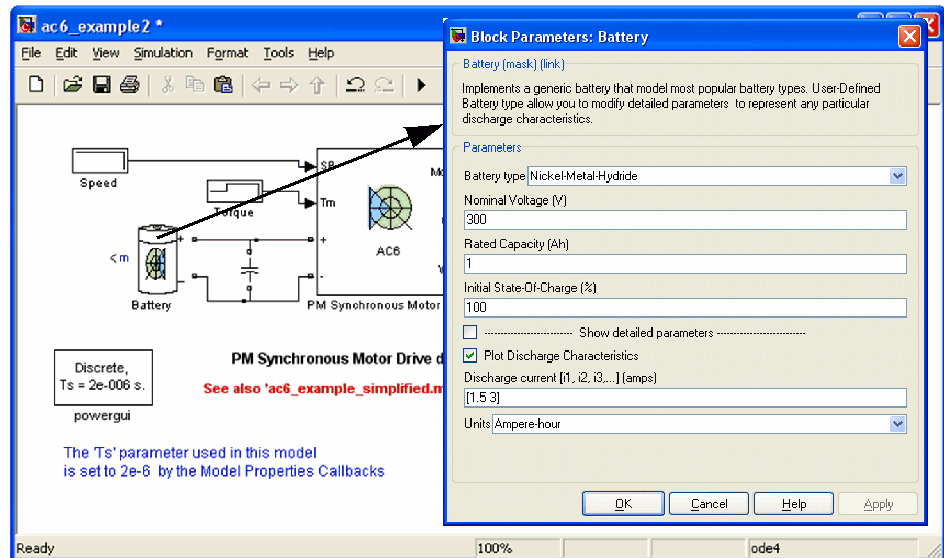 ac6_example2 *
File Edit View Simulation Format Tools Help
Speed
Torque
SP
Tm
+
-
AC6
< m
+
-
Battery
PM Synchronous Motor
Discrete,
Ts = 2e-006 s.
powergui
PM Synchronous Motor Drive d
See also 'ac6_example_simplified.m
The 'Ts' parameter used in this model
is set to 2e-6 by the Model Properties Callbacks
Ready
100%
ode4
Block Parameters: Battery
Battery (mask) (link)
Implements a generic battery that model most popular battery types. User-Defined
Battery type allow you to modify detailed parameters to represent any particular
discharge characteristics.
Parameters
Battery type Nickel-Metal-Hydride
Nominal Voltage (V)
300
Rated Capacity (Ah)
1
Initial State-Of-Charge (%)
100
---------------------------- Show detailed parameters ----------------------------
Plot Discharge Characteristics
Discharge current [i1, i2, i3,...] (amps)
[1.5 3]
Units Ampere-hour
OK Cancel Help Apply